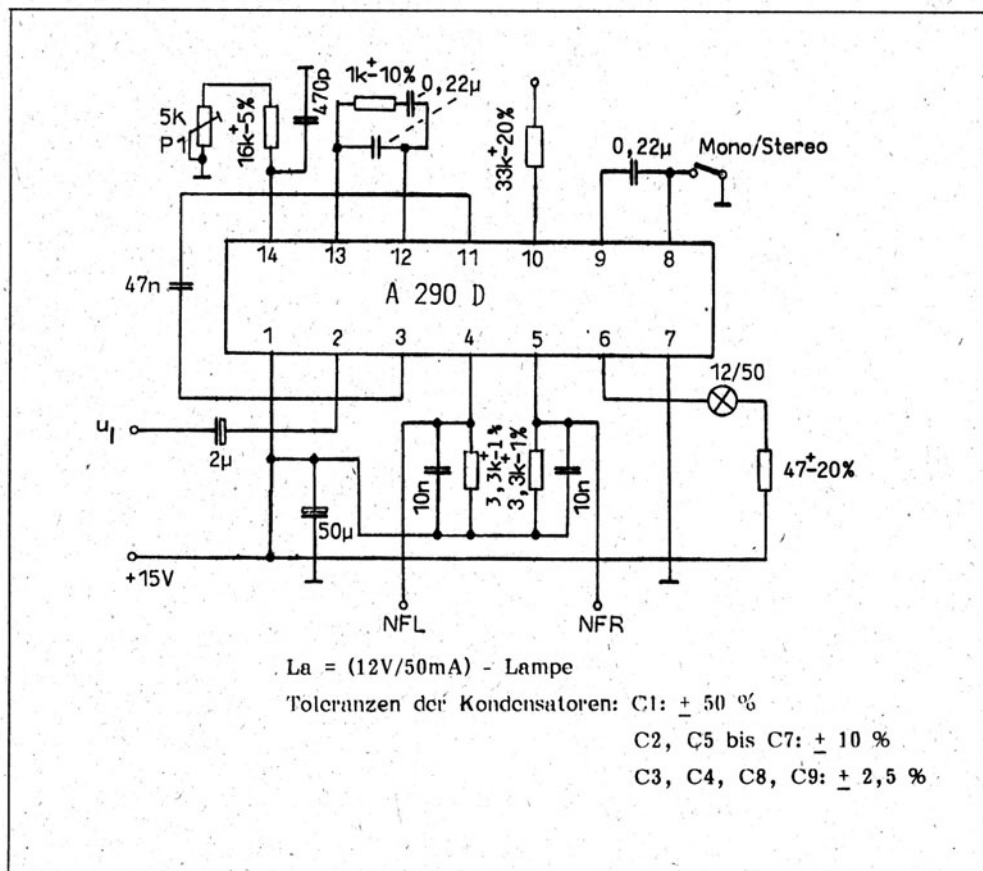 1k±10%
0,22µ
470p
5k
P1
16k±5%
33k±20%
0,22µ
Mono/Stereo
14 13 12 11 10 9 8
47n
A 290 D
1 2 3 4 5 6 7
12/50
u₁
2µ
10n
3,3k±1%
3,3k±1%
10n
47±20%
50µ
+15V
NFL
NFR
La = (12V/50mA) - Lampe
Toleranzen der Kondensatoren: C1: ± 50 %
C2, C5 bis C7: ± 10 %
C3, C4, C8, C9: ± 2,5 %